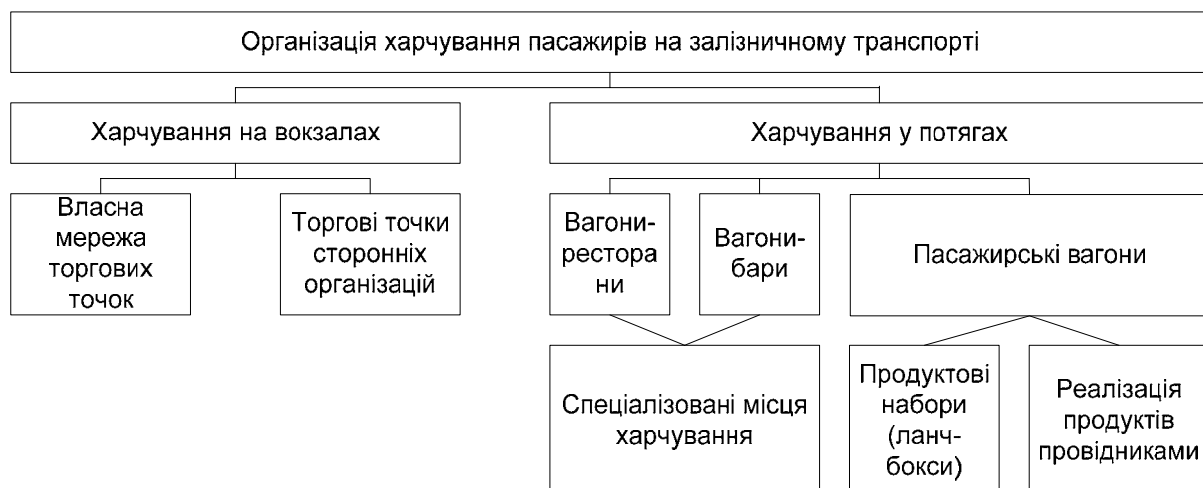 Організація харчування пасажирів на залізничному транспорті
Харчування на вокзалах
Харчування у потягах
Власна
мережа
торгових
точок
Торгові точки
сторонніх
організацій
Вагони-
рестора
ни
Вагони-
бари
Пасажирські вагони
Спеціалізовані місця
харчування
Продуктові
набори
(ланч-
бокси)
Реалізація
продуктів
провідниками